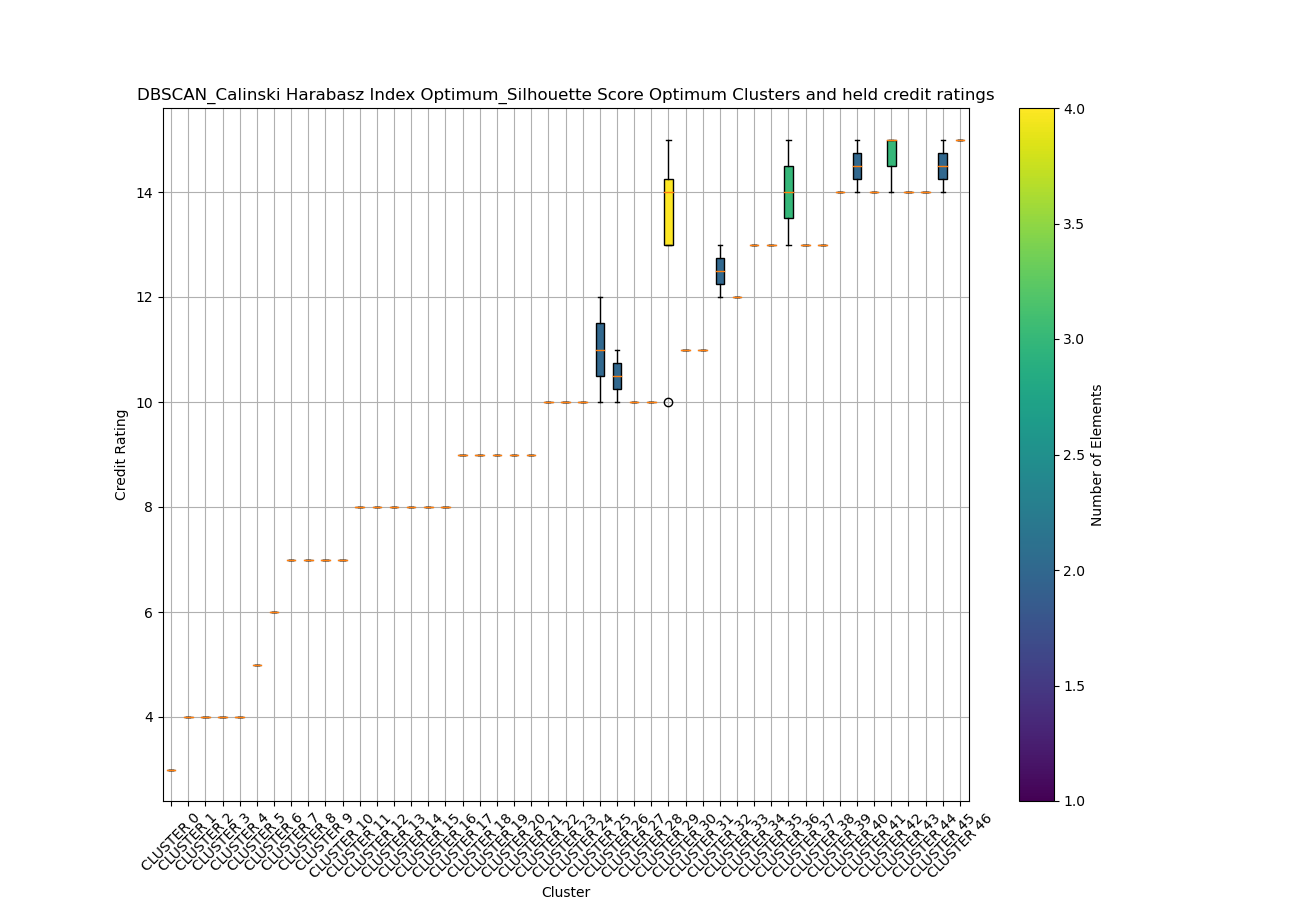 DBSCAN_Calinski Harabasz Index Optimum_Silhouette Score Optimum Clusters and held credit ratings
14
12
10
8
6
4
Credit Rating
CLUSTER 0
CLUSTER 1
CLUSTER 2
CLUSTER 3
CLUSTER 4
CLUSTER 5
CLUSTER 6
CLUSTER 7
CLUSTER 8
CLUSTER 9
CLUSTER 10
CLUSTER 11
CLUSTER 12
CLUSTER 13
CLUSTER 14
CLUSTER 15
CLUSTER 16
CLUSTER 17
CLUSTER 18
CLUSTER 19
CLUSTER 20
CLUSTER 21
CLUSTER 22
CLUSTER 23
CLUSTER 24
CLUSTER 25
CLUSTER 26
CLUSTER 27
CLUSTER 28
CLUSTER 29
CLUSTER 30
CLUSTER 31
CLUSTER 32
CLUSTER 33
CLUSTER 34
CLUSTER 35
CLUSTER 36
CLUSTER 37
CLUSTER 38
CLUSTER 39
CLUSTER 40
CLUSTER 41
CLUSTER 42
CLUSTER 43
CLUSTER 44
CLUSTER 45
CLUSTER 46
Cluster
4.0
3.5
3.0
2.5
2.0
1.5
1.0
Number of Elements